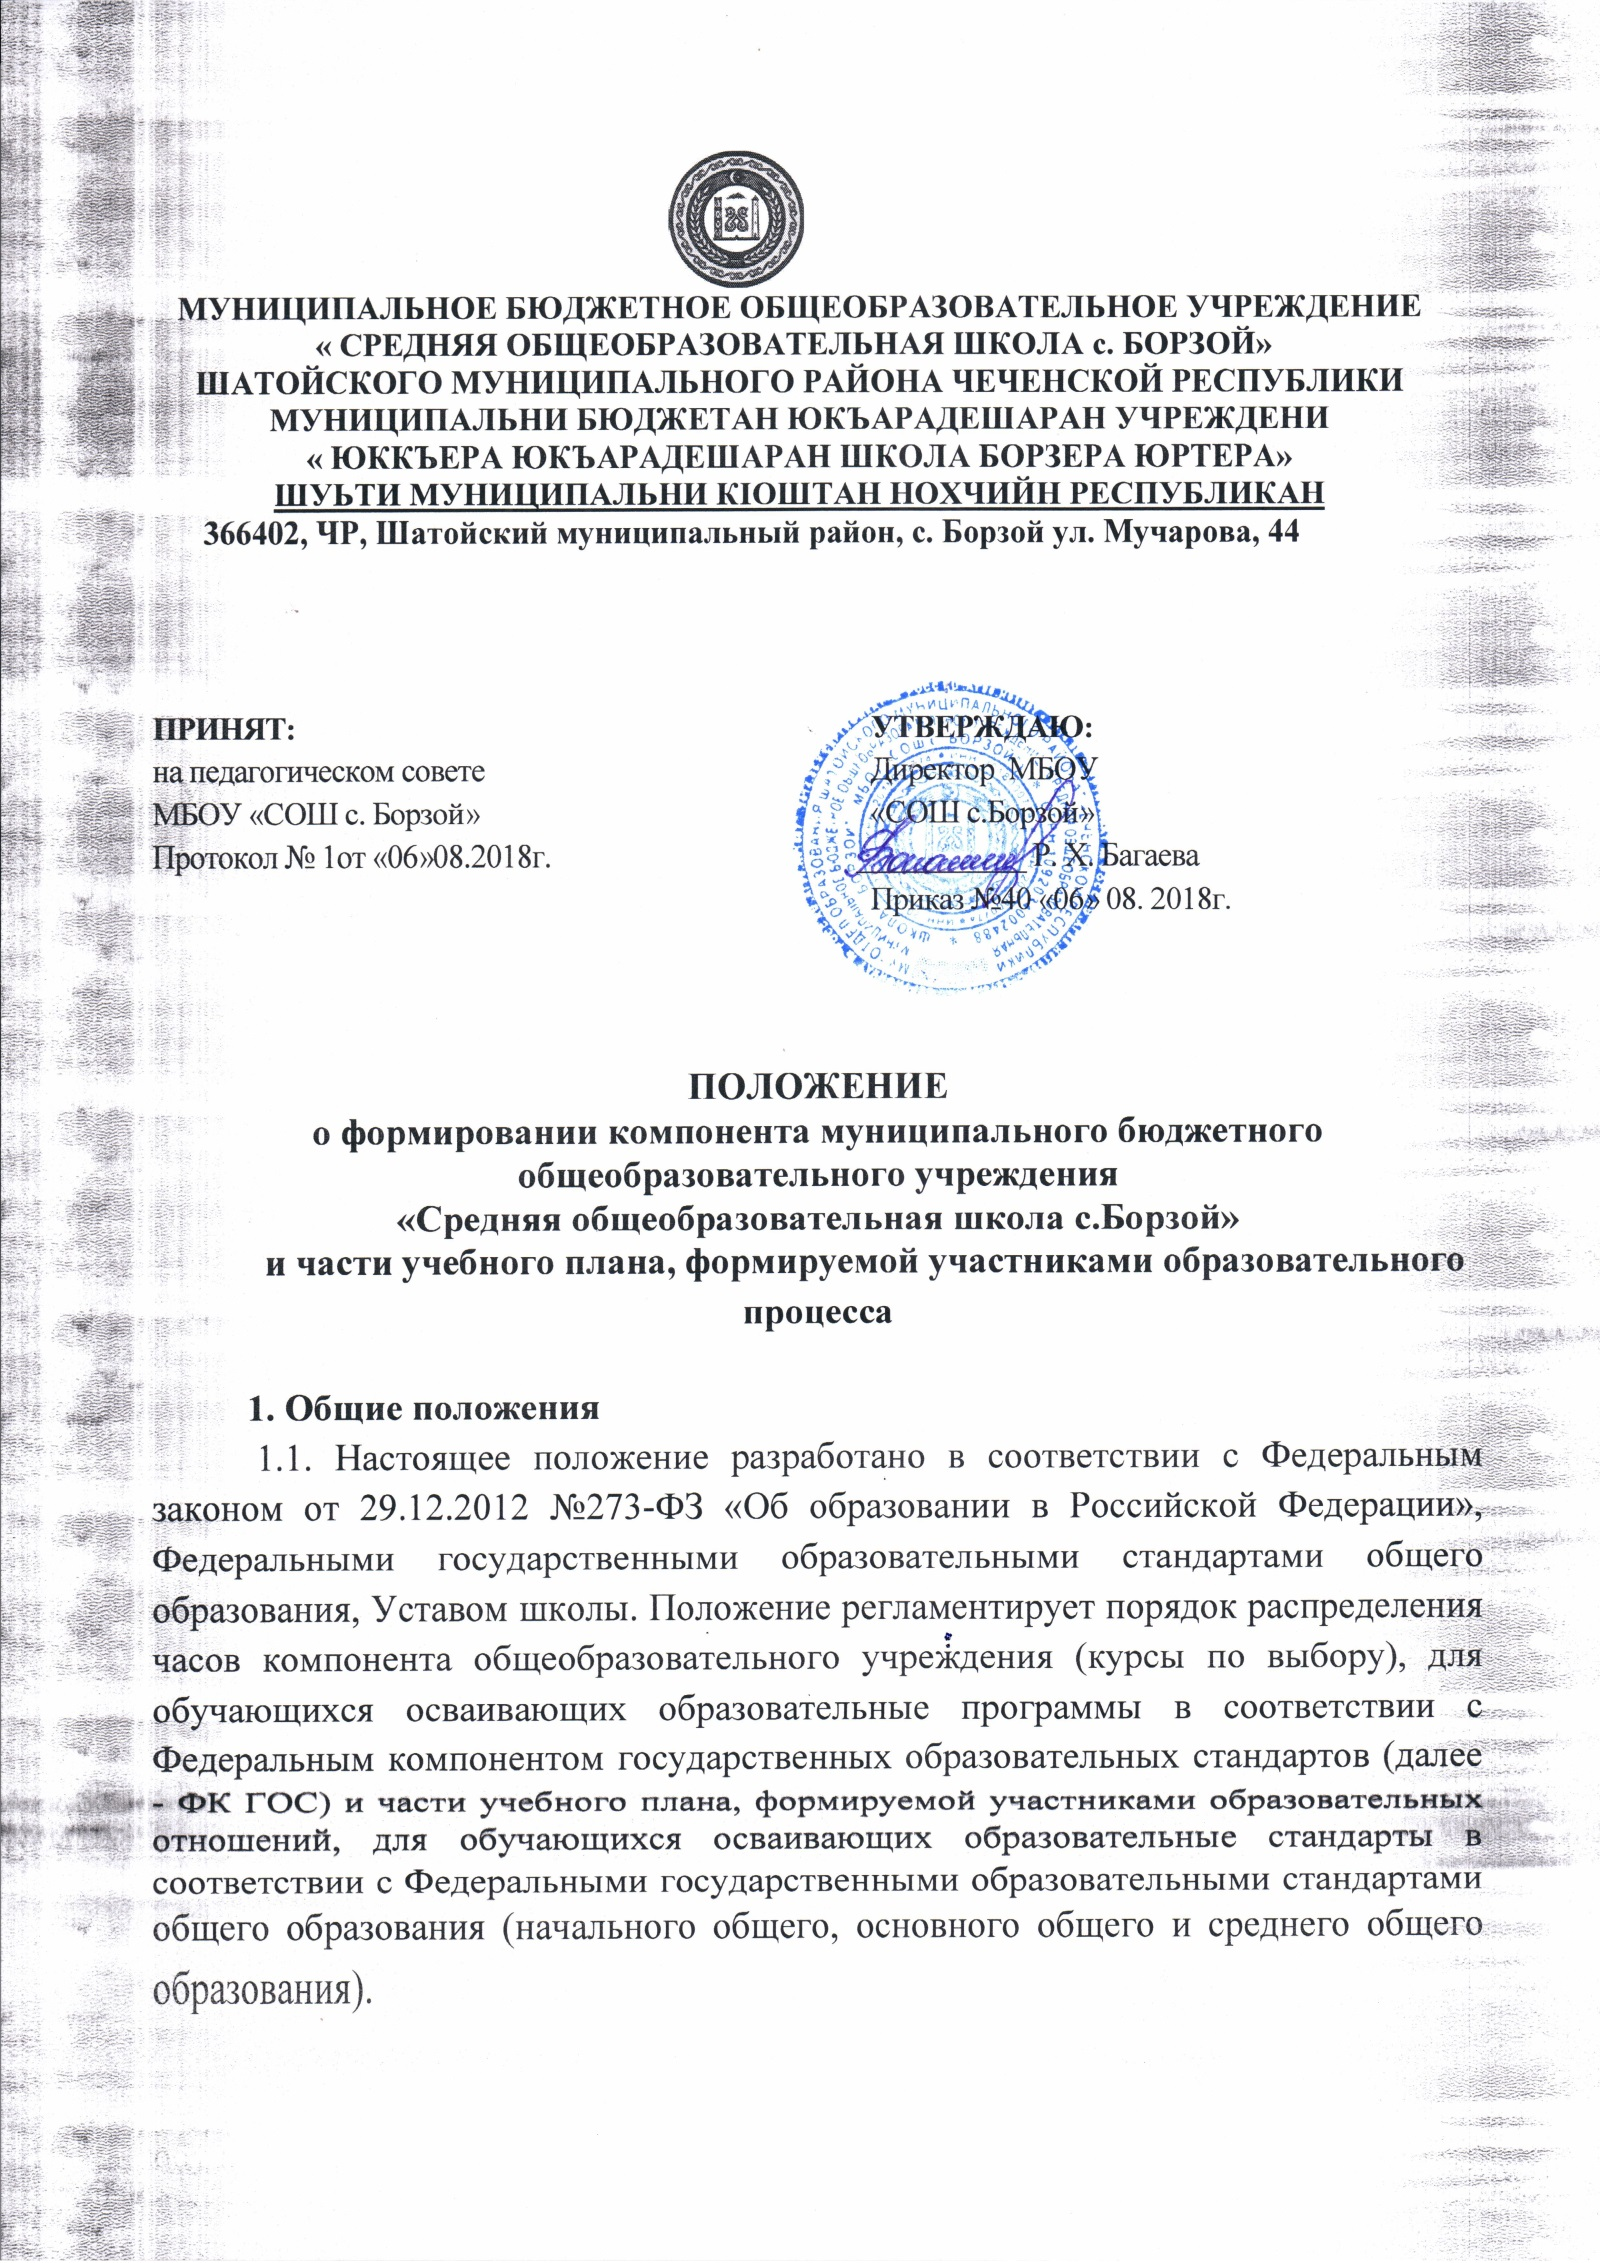 МУНИЦИПАЛЬНОЕ БЮДЖЕТНОЕ ОБЩЕОБРАЗОВАТЕЛЬНОЕ УЧРЕЖДЕНИЕ
« СРЕДНЯЯ ОБЩЕОБРАЗОВАТЕЛЬНАЯ ШКОЛА с. БОРЗОЙ»
ШАТОЙСКОГО МУНИЦИПАЛЬНОГО РАЙОНА ЧЕЧЕНСКОЙ РЕСПУБЛИКИ
МУНИЦИПАЛЬНИ БЮДЖЕТАН ЮКЪАРАДЕШАРАН УЧРЕЖДЕНИ
« ЮККЪЕРА ЮКЪАРАДЕШАРАН ШКОЛА БОРЗЕРА ЮРТЕРА»
ШУЬТИ МУНИЦИПАЛЬНИ КІОШТАН НОХЧИЙН РЕСПУБЛИКАН
366402, ЧР, Шатойский муниципальный район, с. Борзой ул. Мучарова, 44
ПРИНЯТ:
на педагогическом совете
МБОУ «СОШ с. Борзой»
Протокол № 1от «06»08.2018г.
УТВЕРЖДАЮ:
Директор МБОУ
«СОШ с.Борзой»
Р. Х. Багаева
Приказ №40 «06» 08. 2018г.
ПОЛОЖЕНИЕ
о формировании компонента муниципального бюджетного
общеобразовательного учреждения
«Средняя общеобразовательная школа с.Борзой»
и части учебного плана, формируемой участниками образовательного
процесса
1. Общие положения
1.1. Настоящее положение разработано в соответствии с Федеральным
законом от 29.12.2012 №273-ФЗ «Об образовании в Российской Федерации»,
Федеральными государственными образовательными стандартами общего
образования, Уставом школы. Положение регламентирует порядок распределения
часов компонента общеобразовательного учреждения (курсы по выбору), для
обучающихся осваивающих образовательные программы в соответствии с
Федеральным компонентом государственных образовательных стандартов (далее
- ФК ГОС) и части учебного плана, формируемой участниками образовательных
отношений, для обучающихся осваивающих образовательные стандарты в
соответствии с Федеральными государственными образовательными стандартами
общего образования (начального общего, основного общего и среднего общего
образования).